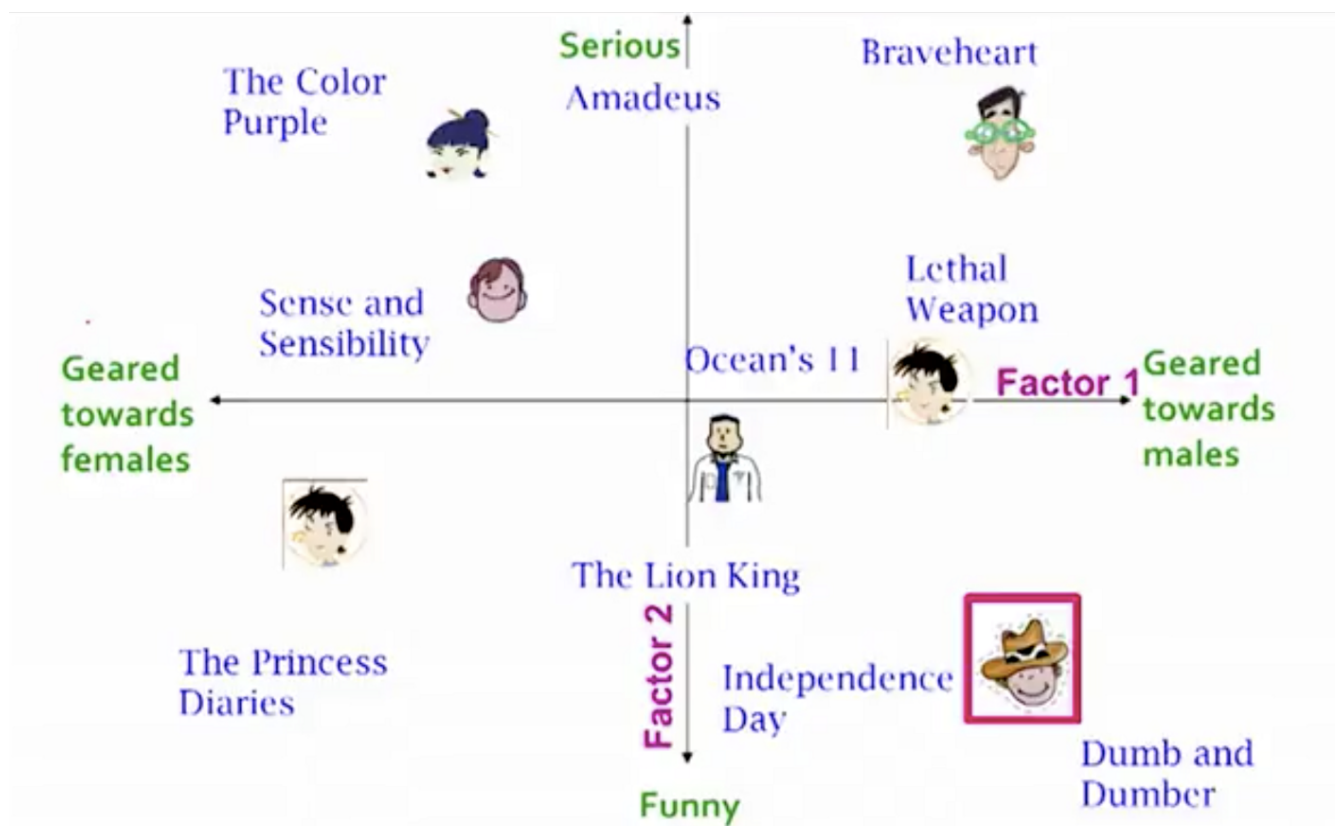 Serious
Braveheart
The Color
Purple
Amadeus
Lethal
Weapon
Sense and
Sensibility
Ocean's 11
Factor 1
Geared
towards
females
Geared
towards
males
The Lion King
Factor 2
The Princess
Diaries
Independence
Day
Dumb and
Dumber
Funny